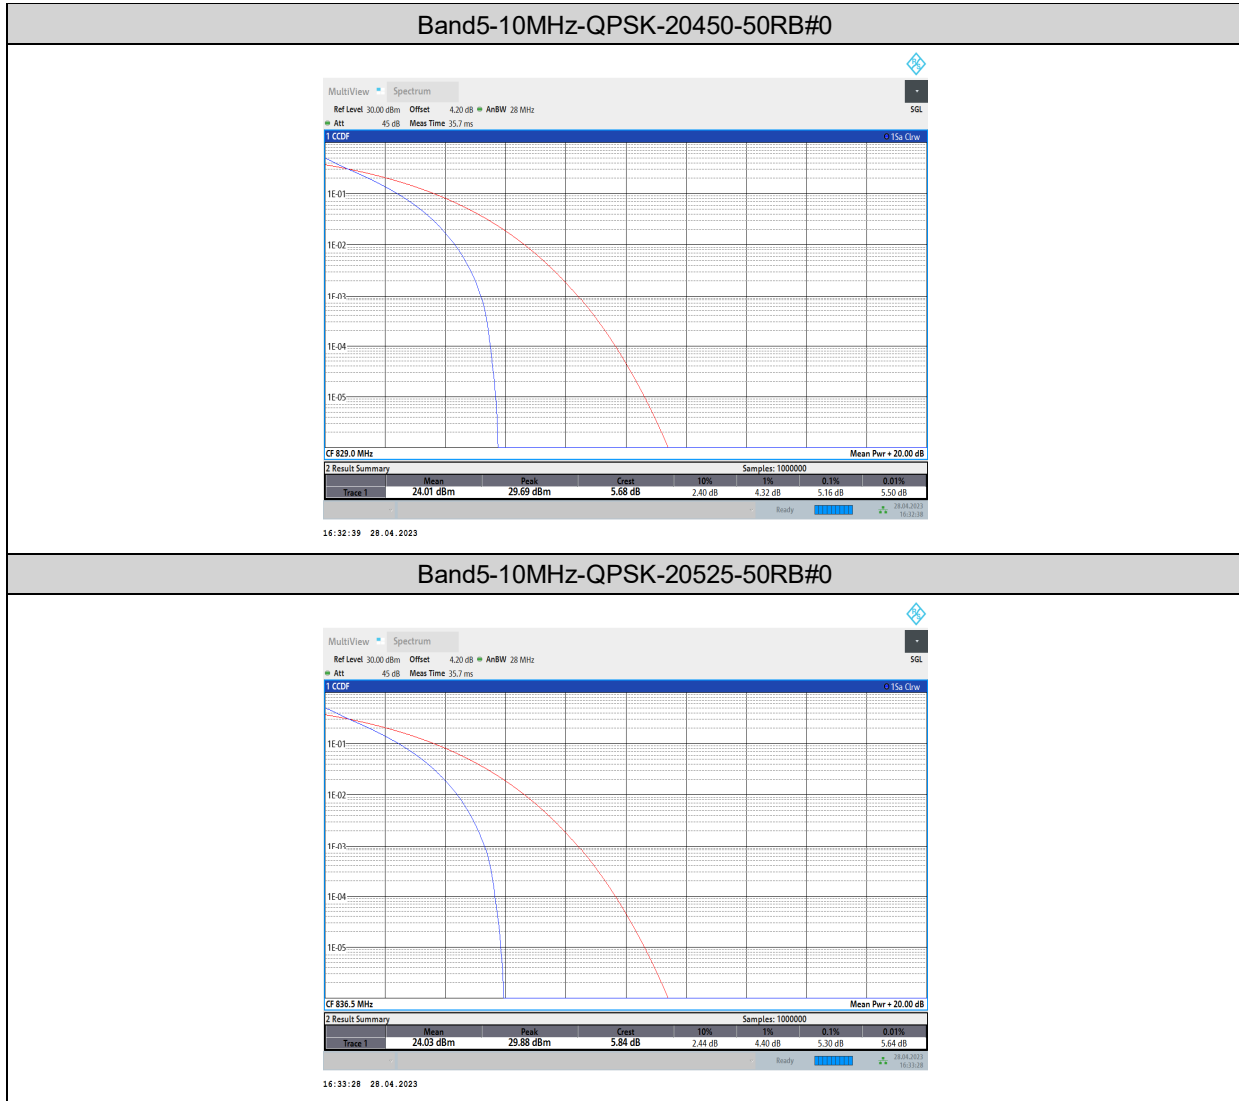 Band5-10MHz-QPSK-20450-50RB#0
MultiView Spectrum
Ref Level 30.00 dBm Offset 4.20 dB AnBW 28 MHz SGL
Att 45 dB Meas Time 35.7 ms
1 CCDF 1Sa Clrw
1E-01
1E-02
1E-03
1E-04
1E-05
CF 829.0 MHz Mean Pwr + 20.00 dB
2 Result Summary Samples: 1000000
Mean Peak Crest 10% 1% 0.1% 0.01%
Trace 1 24.01 dBm 29.69 dBm 5.68 dB 2.40 dB 4.32 dB 5.16 dB 5.50 dB
Ready 28.04.2023
16:32:38
16:32:39 28.04.2023
Band5-10MHz-QPSK-20525-50RB#0
MultiView Spectrum
Ref Level 30.00 dBm Offset 4.20 dB AnBW 28 MHz SGL
Att 45 dB Meas Time 35.7 ms
1 CCDF 1Sa Clrw
1E-01
1E-02
1E-03
1E-04
1E-05
CF 836.5 MHz Mean Pwr + 20.00 dB
2 Result Summary Samples: 1000000
Mean Peak Crest 10% 1% 0.1% 0.01%
Trace 1 24.03 dBm 29.88 dBm 5.84 dB 2.44 dB 4.40 dB 5.30 dB 5.64 dB
Ready 28.04.2023
16:33:28
16:33:28 28.04.2023